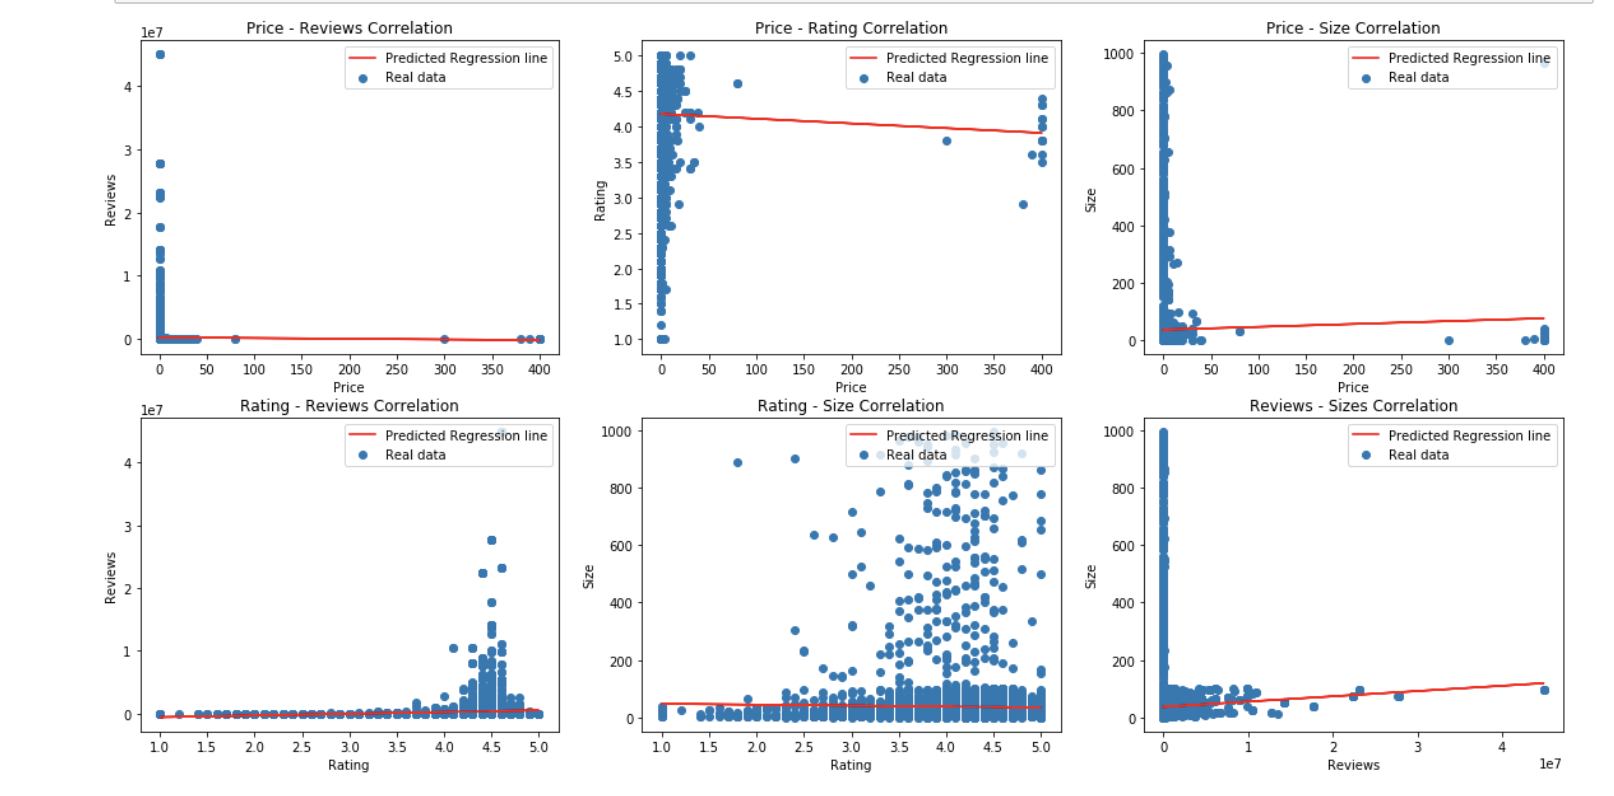 Price - Reviews Correlation
1e7
Predicted Regression line
Real data
4
3
2
1
0
Reviews
0 50 100 150 200 250 300 350 400
Price
Price - Rating Correlation
Predicted Regression line
Real data
5.0
4.5
4.0
3.5
3.0
2.5
2.0
1.5
1.0
Rating
0 50 100 150 200 250 300 350 400
Price
Price - Size Correlation
Predicted Regression line
Real data
1000
800
600
400
200
0
Size
0 50 100 150 200 250 300 350 400
Price
Rating - Reviews Correlation
1e7
Predicted Regression line
Real data
4
3
2
1
0
Reviews
1.0 1.5 2.0 2.5 3.0 3.5 4.0 4.5 5.0
Rating
Rating - Size Correlation
Predicted Regression line
Real data
1000
800
600
400
200
0
Size
1.0 1.5 2.0 2.5 3.0 3.5 4.0 4.5 5.0
Rating
Reviews - Sizes Correlation
Predicted Regression line
Real data
1000
800
600
400
200
0
Size
0 1 2 3 4
Reviews
1e7